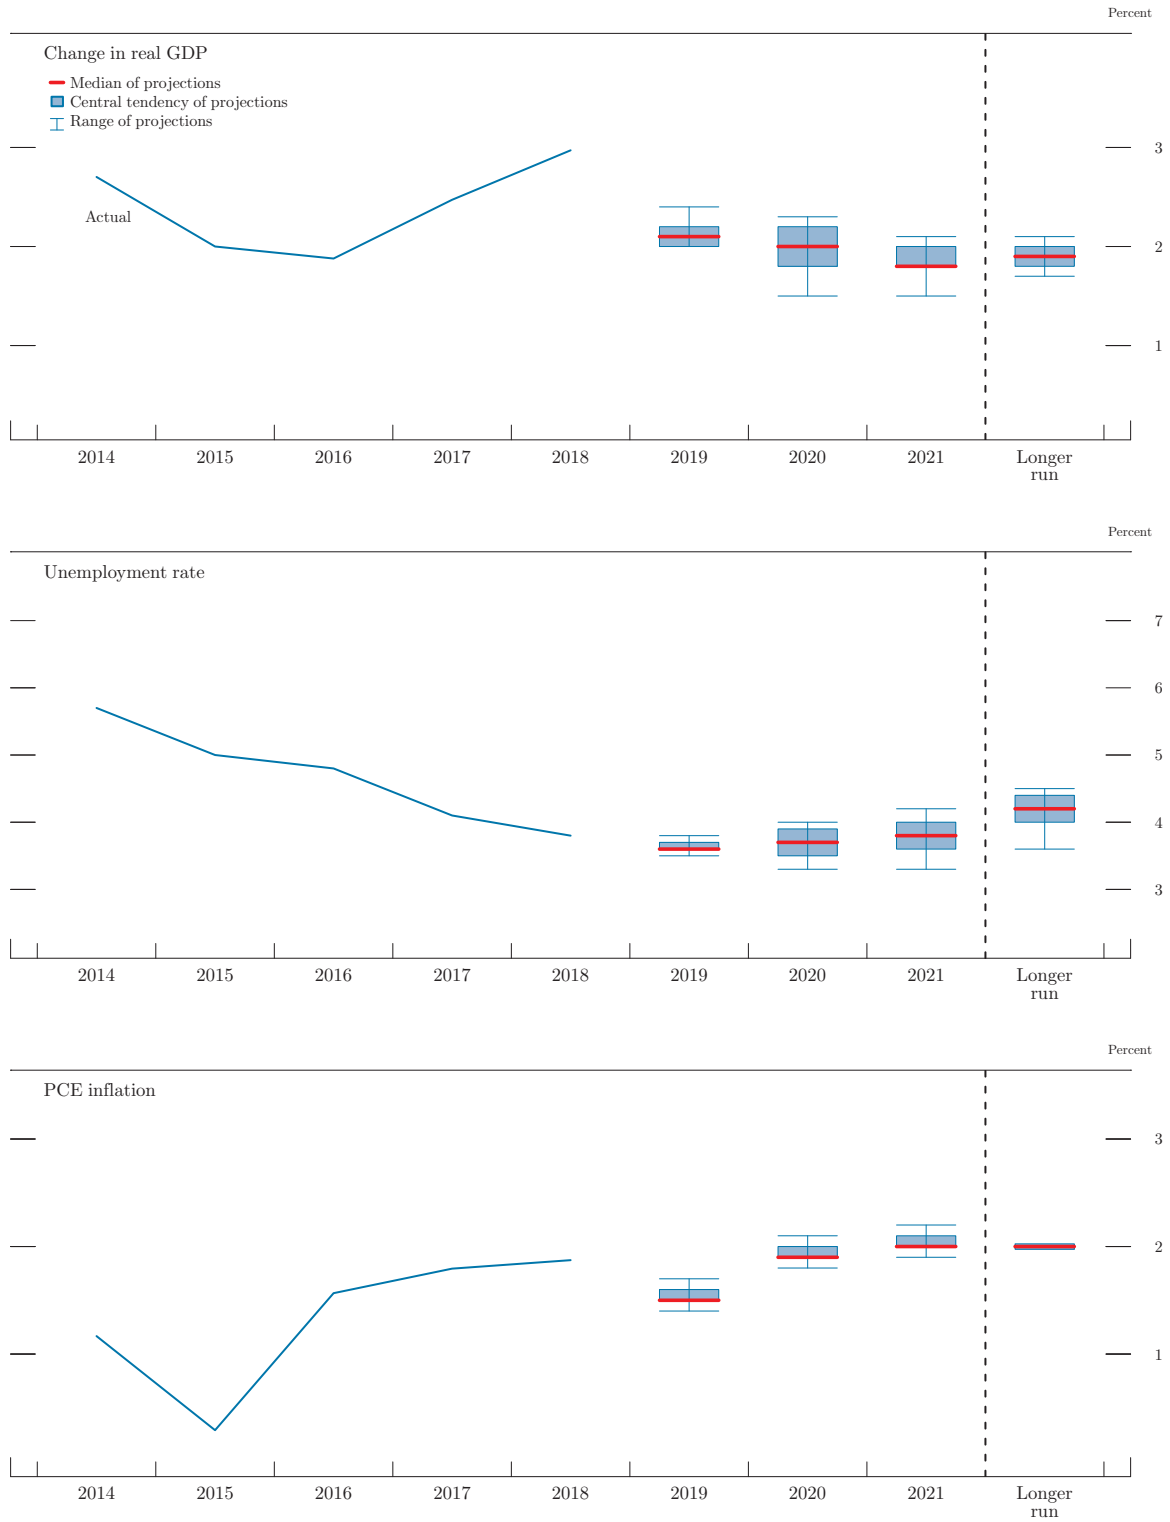 Percent
Change in real GDP
Median of projections
Central tendency of projections
Range of projections
Actual
3
2
1
2014 2015 2016 2017 2018 2019 2020 2021 Longer
run
Percent
Unemployment rate
7
6
5
4
3
2014 2015 2016 2017 2018 2019 2020 2021 Longer
run
Percent
PCE inflation
3
2
1
2014 2015 2016 2017 2018 2019 2020 2021 Longer
run